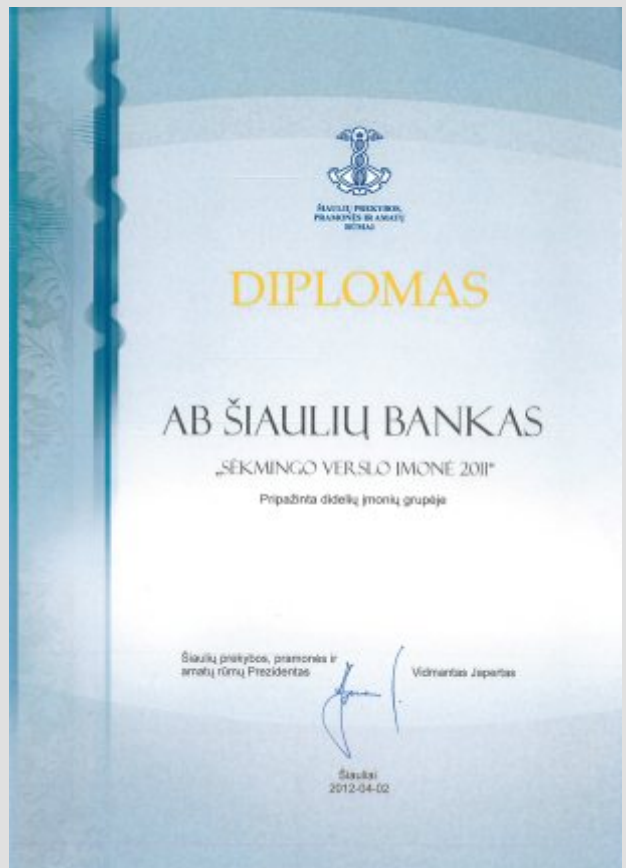 ŠIAULIŲ PREKYBOS,
PRAMONĖS IR AMATŲ
RŪMAI
DIPLOMAS
AB ŠIAULIŲ BANKAS
„SĖKMINGO VERSLO ĮMONĖ 2011"
Pripažinta didelių įmonių grupėje
Šiaulių prekybos, pramonės ir
amatų rūmų Prezidentas
Vidmantas Japertas
Šiauliai
2012-04-02